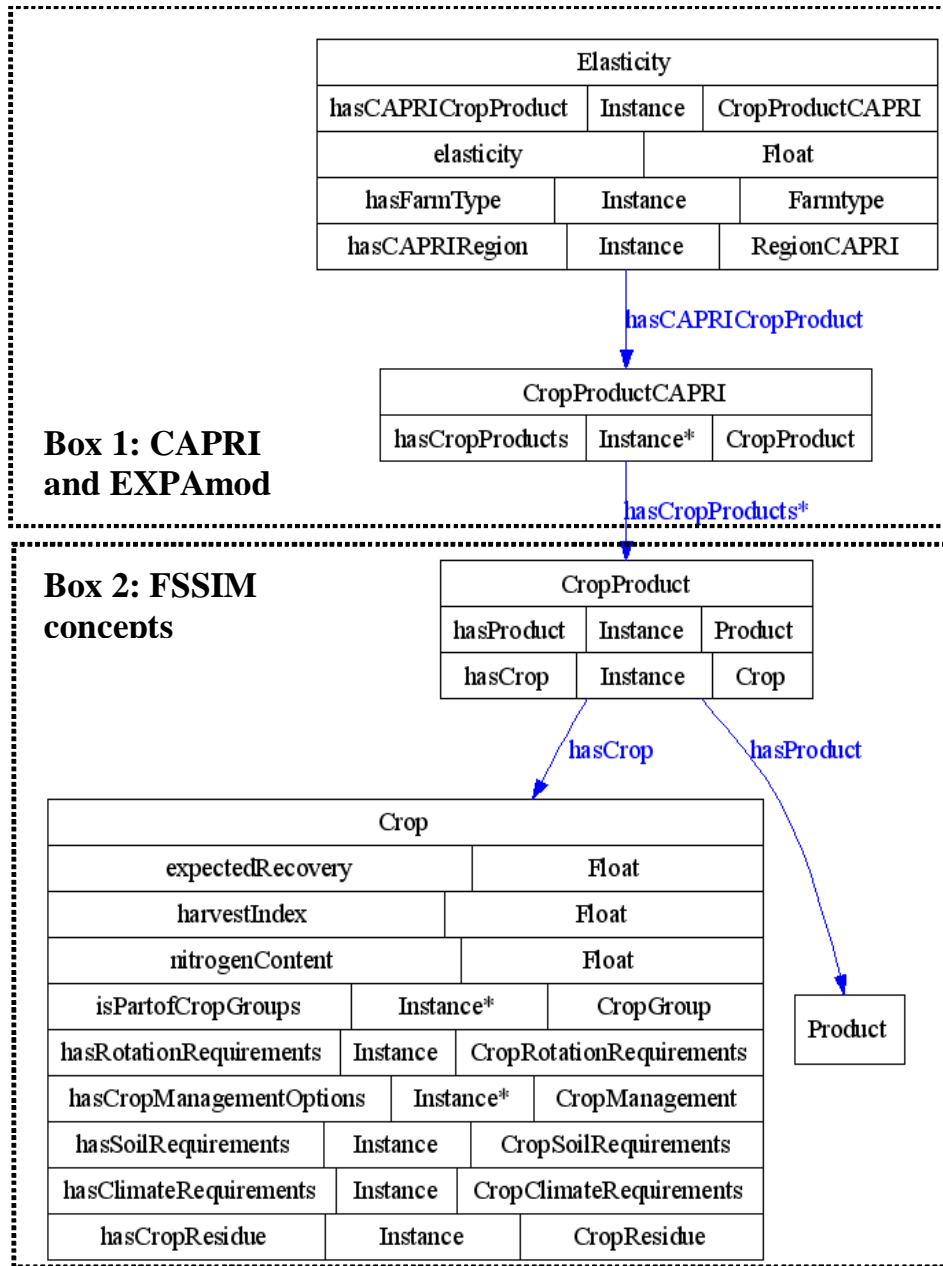 Elasticity
hasCAPRICropProduct Instance CropProductCAPRI
elasticity Float
hasFarmType Instance Farmtype
hasCAPRIRegion Instance RegionCAPRI
hasCAPRICropProduct
CropProductCAPRI
hasCropProducts Instance* CropProduct
Box 1: CAPRI
and EXPAmod
hasCropProducts*
Box 2: FSSIM
concepts
CropProduct
hasProduct Instance Product
hasCrop Instance Crop
hasCrop
hasProduct
Crop
expectedRecovery Float
harvestIndex Float
nitrogenContent Float
isPartofCropGroups Instance* CropGroup
hasRotationRequirements Instance CropRotationRequirements
hasCropManagementOptions Instance* CropManagement
hasSoilRequirements Instance CropSoilRequirements
hasClimateRequirements Instance CropClimateRequirements
hasCropResidue Instance CropResidue
Product